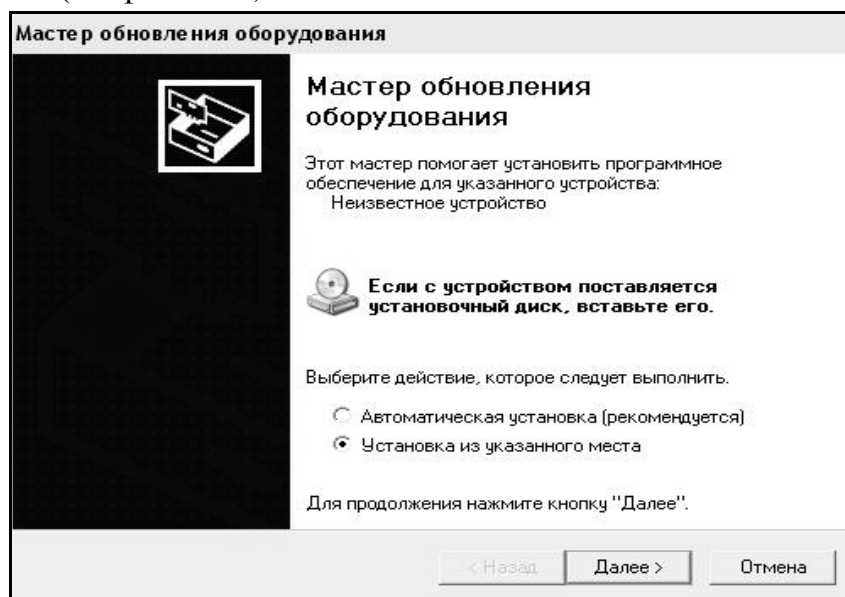 Мастер обновления оборудования
Мастер обновления
оборудования
Этот мастер помогает установить программное
обеспечение для указанного устройства:
Неизвестное устройство
Если с устройством поставляется
установочный диск, вставьте его.
Выберите действие, которое следует выполнить.
Автоматическая установка (рекомендуется)
Установка из указанного места
Для продолжения нажмите кнопку "Далее".
< Назад
Далее >
Отмена